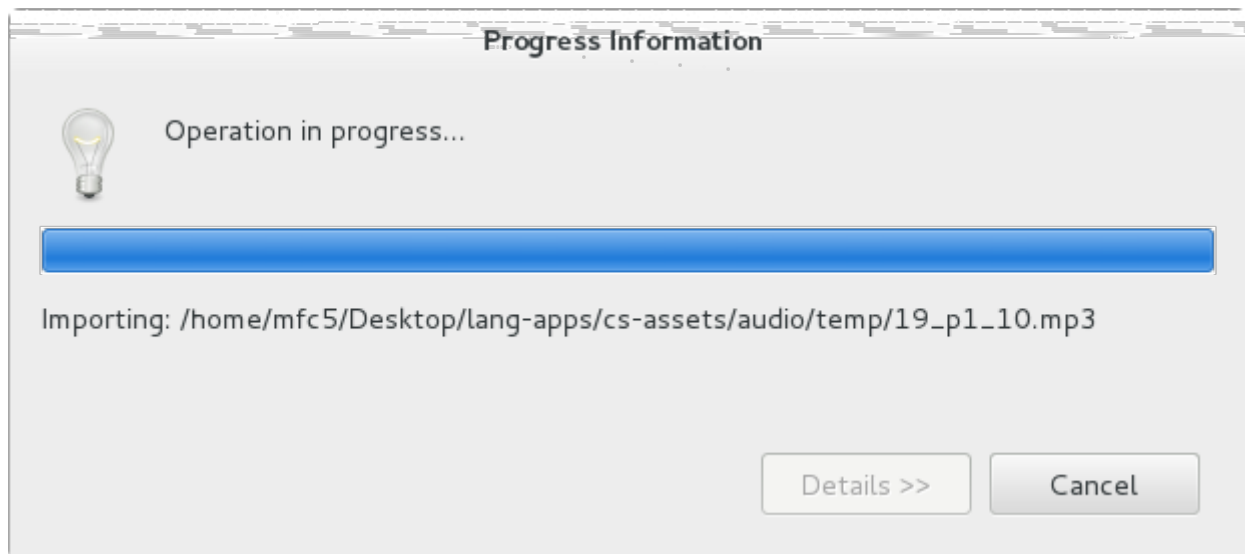 Progress Information
Operation in progress...
Importing: /home/mfc5/Desktop/lang-apps/cs-assets/audio/temp/19_p1_10.mp3
Details >>
Cancel